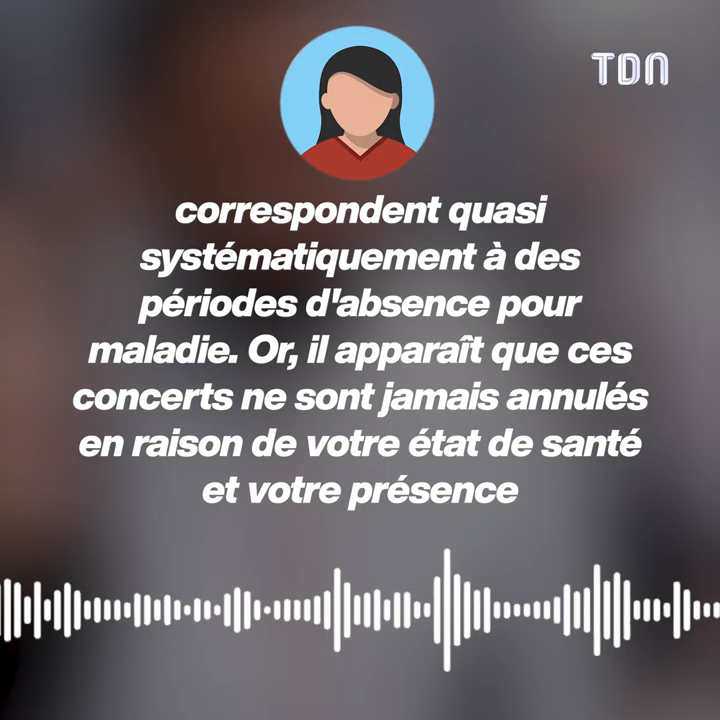 TDN
correspondent quasi
systématiquement à des
périodes d'absence pour
maladie. Or, il apparaît que ces
concerts ne sont jamais annulés
en raison de votre état de santé
et votre présence